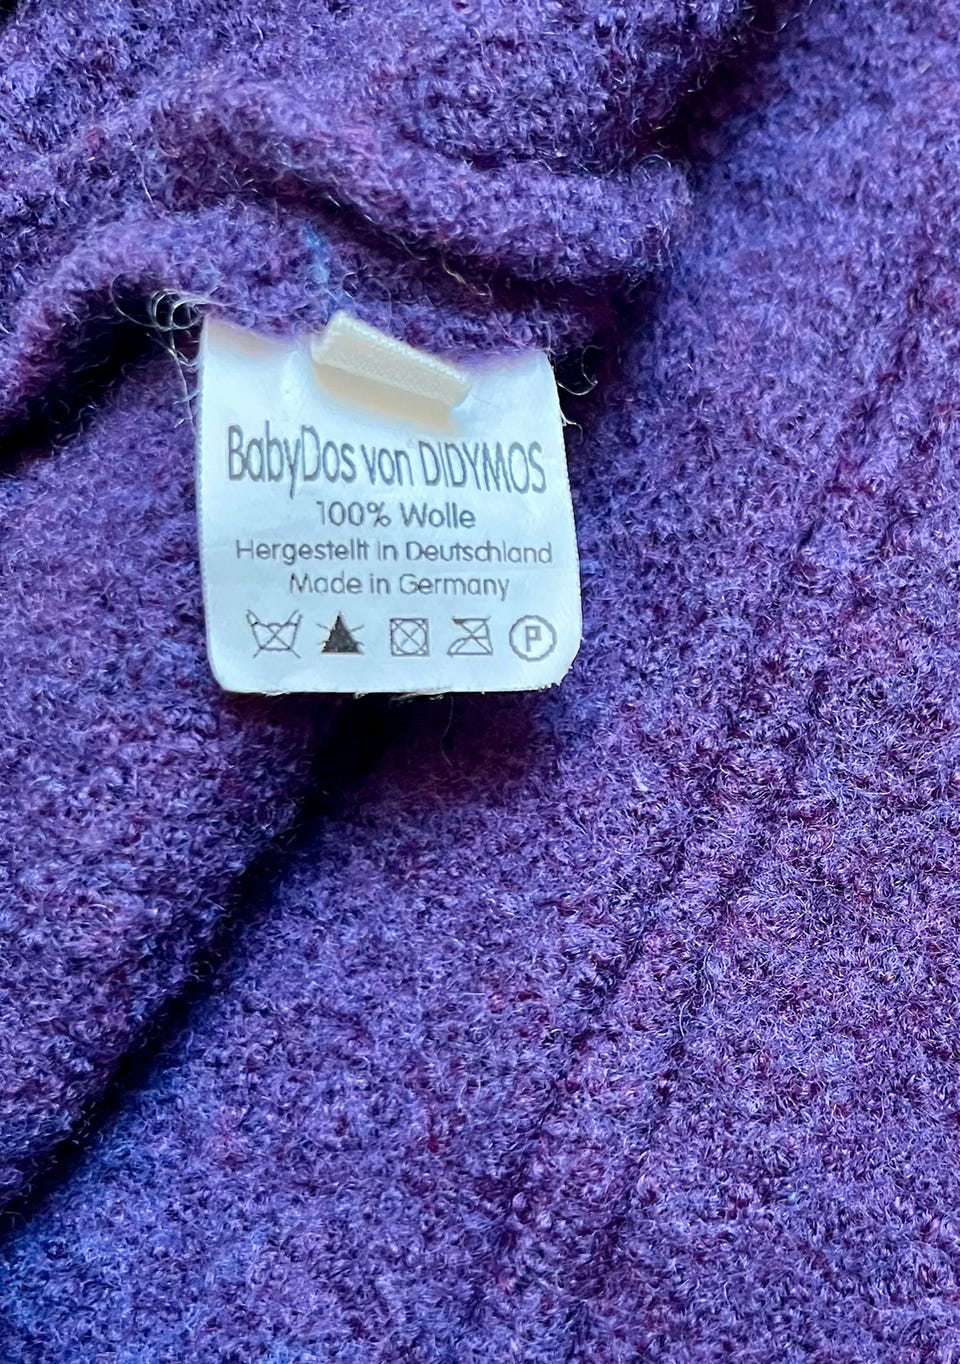 BabyDos von DIDYMOS
100% Wolle
Hergestellt in Deutschland
Made in Germany
P